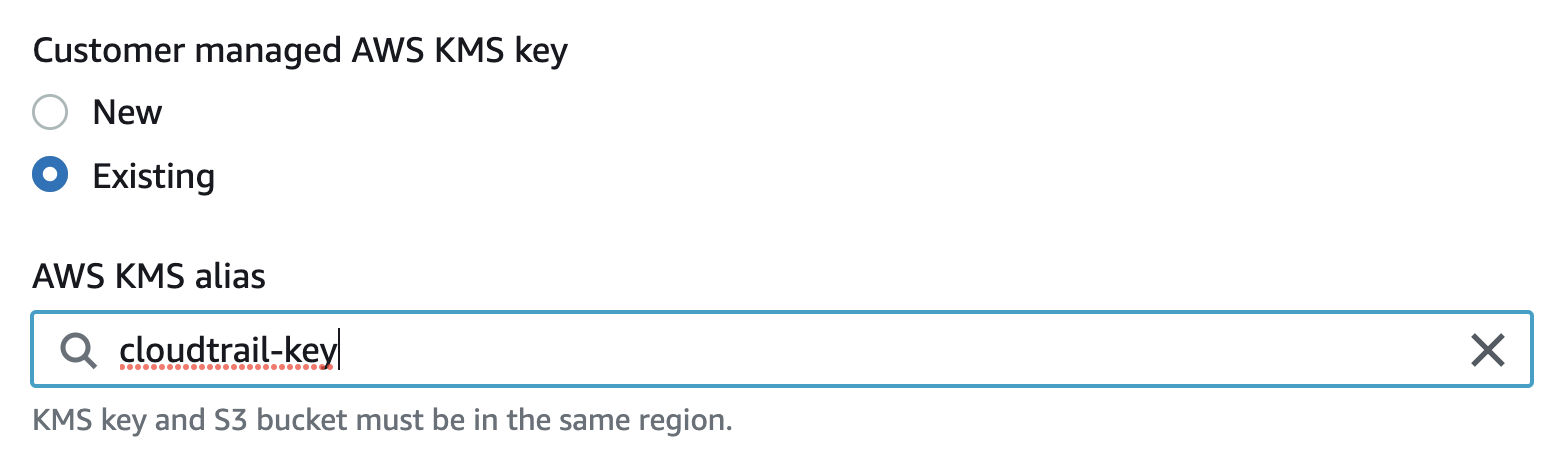 Customer managed AWS KMS key
New
Existing
AWS KMS alias
cloudtrail-key
KMS key and S3 bucket must be in the same region.